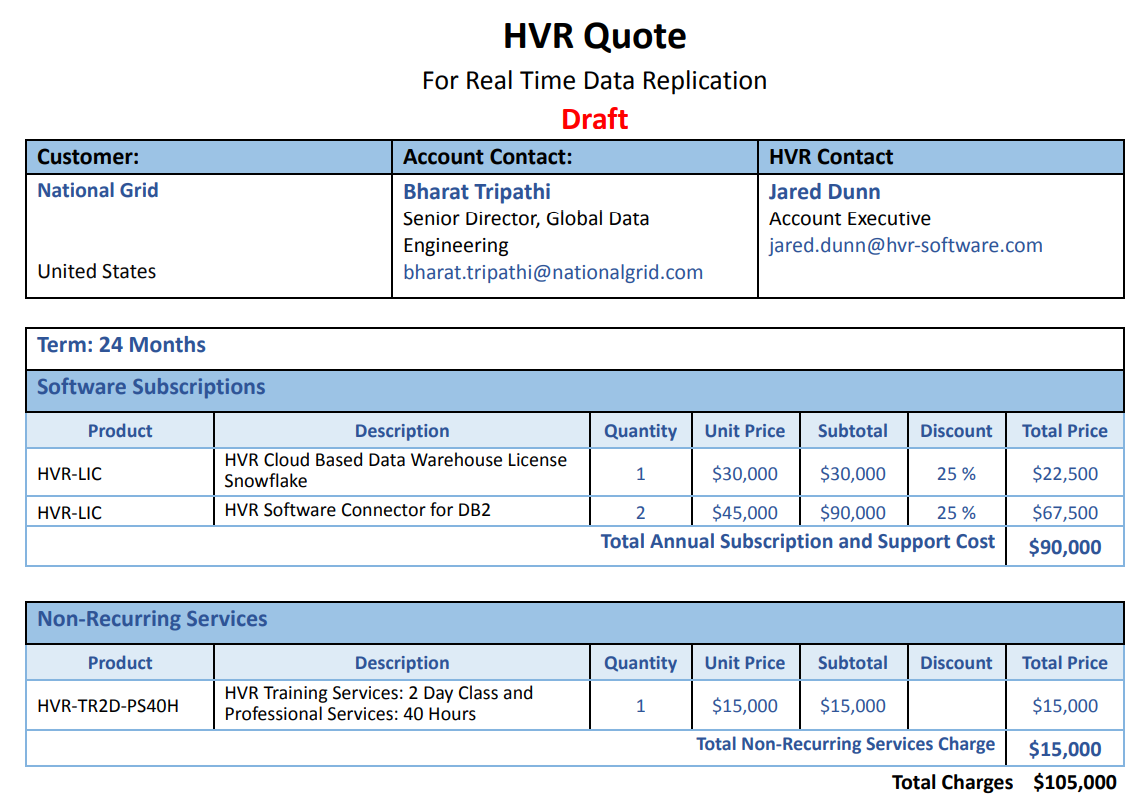 HVR Quote
For Real Time Data Replication
Draft
Customer: Account Contact: HVR Contact
National Grid
United States
Bharat Tripathi
Senior Director, Global Data
Engineering
bharat.tripathi@nationalgrid.com
Jared Dunn
Account Executive
jared.dunn@hvr-software.com
Term: 24 Months
Software Subscriptions
Product Description Quantity Unit Price Subtotal Discount Total Price
HVR-LIC HVR Cloud Based Data Warehouse License
Snowflake 1 $30,000 $30,000 25 % $22,500
HVR-LIC HVR Software Connector for DB2 2 $45,000 $90,000 25 % $67,500
Total Annual Subscription and Support Cost $90,000
Non-Recurring Services
Product Description Quantity Unit Price Subtotal Discount Total Price
HVR-TR2D-PS40H HVR Training Services: 2 Day Class and
Professional Services: 40 Hours 1 $15,000 $15,000 $15,000
Total Non-Recurring Services Charge $15,000
Total Charges $105,000